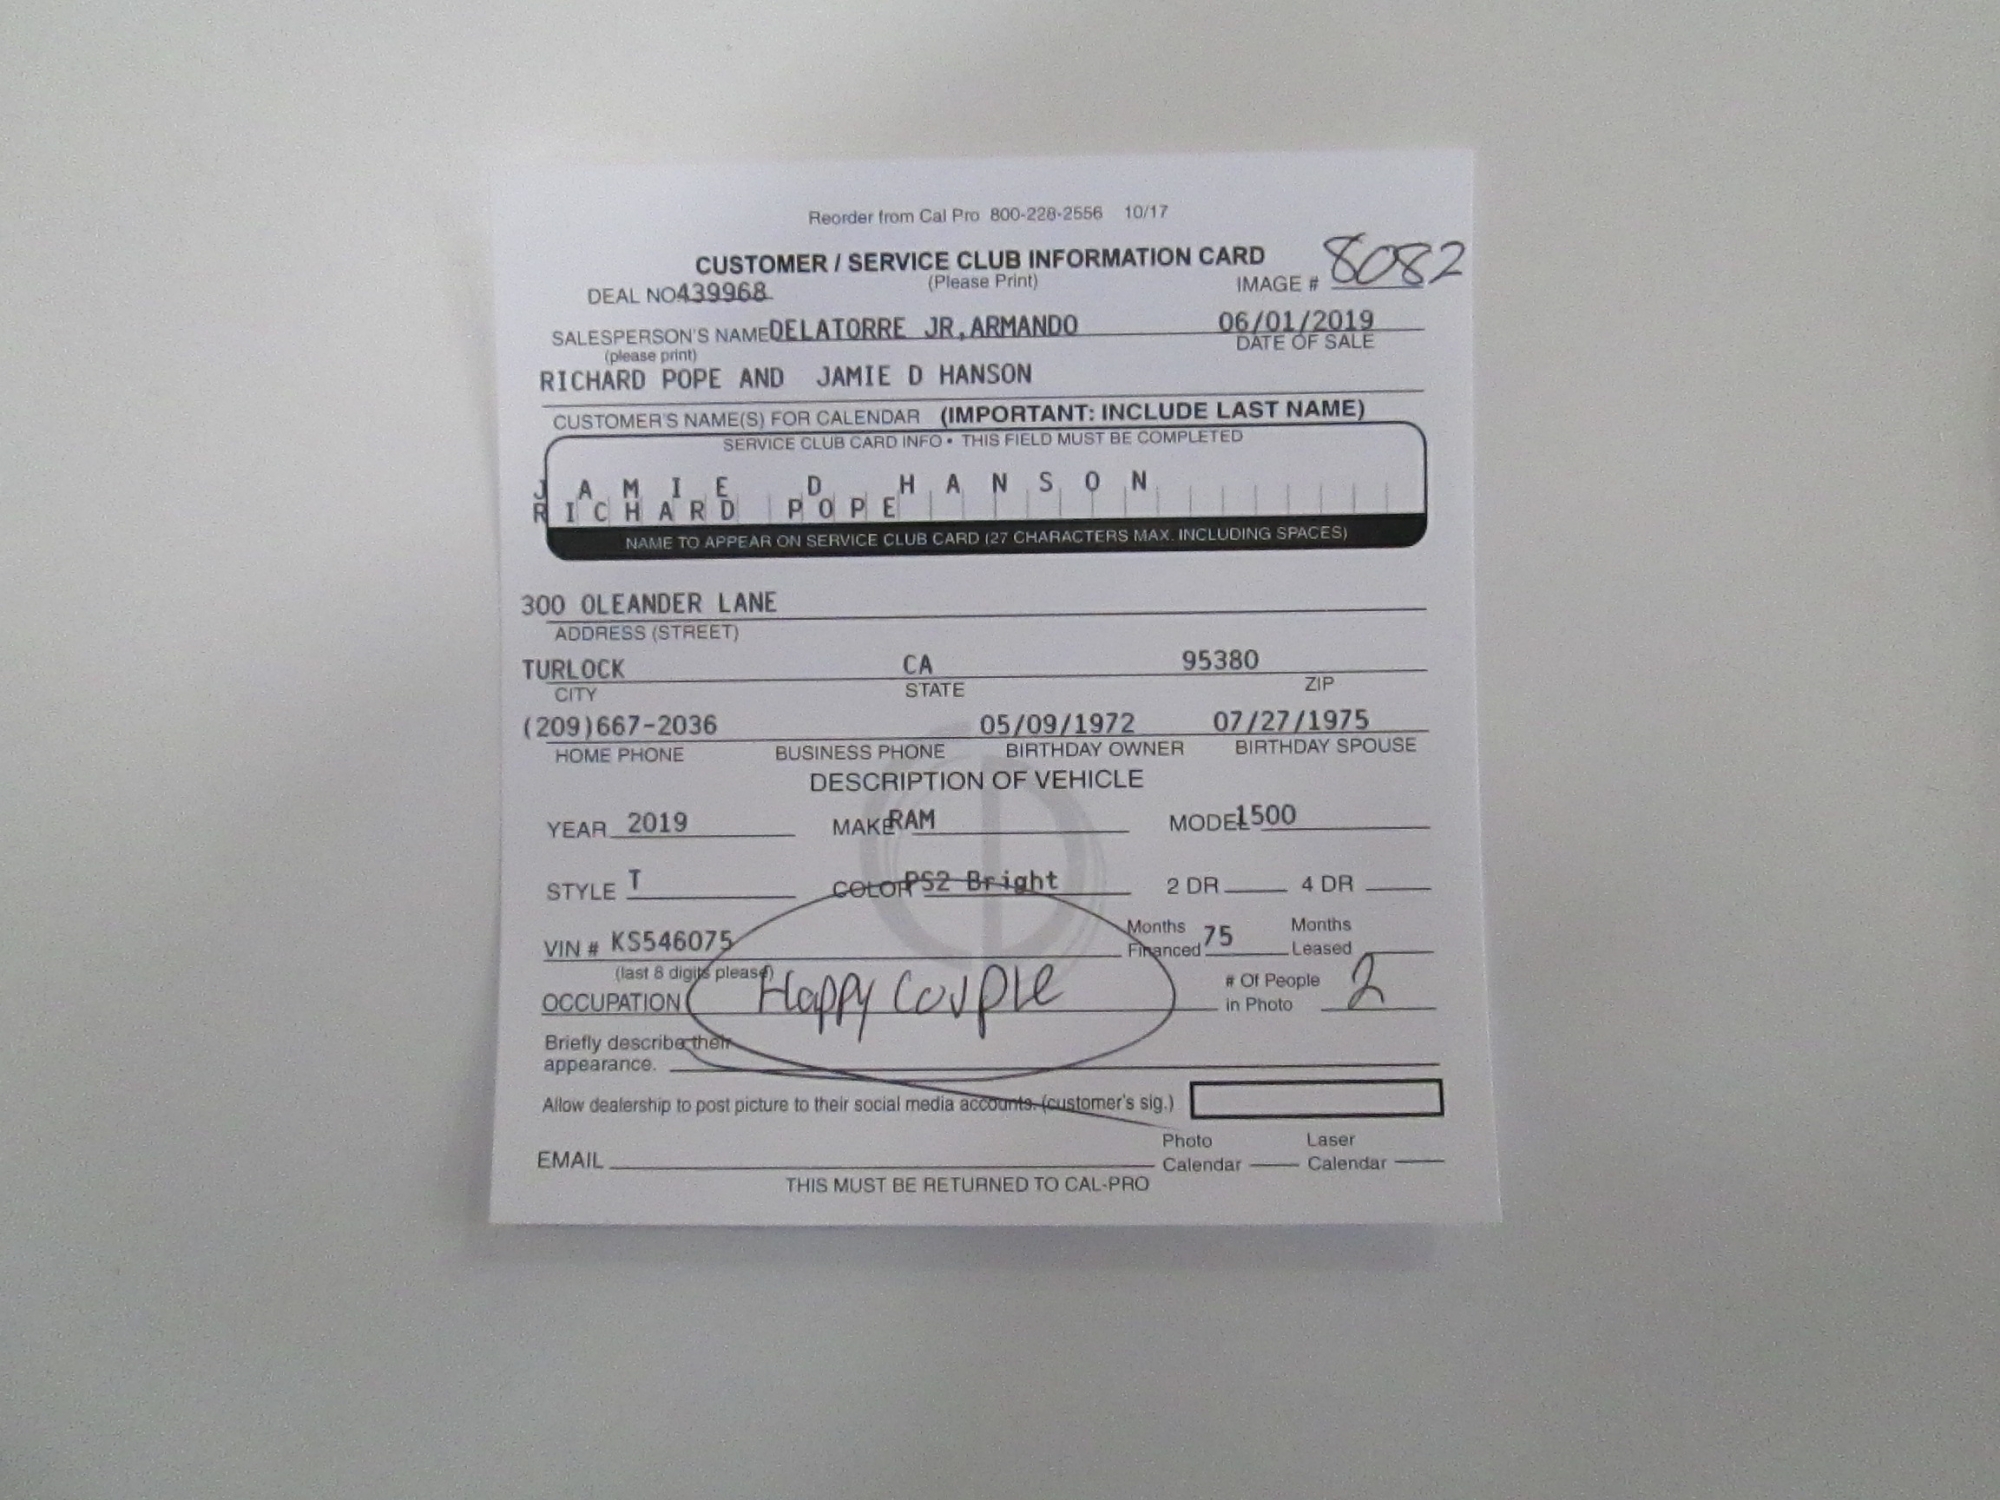 Reorder from Cal Pro 800-228-2556 10/17
CUSTOMER / SERVICE CLUB INFORMATION CARD
(Please Print)
DEAL NO 439968
IMAGE # 8082
SALESPERSON'S NAME DELATORRE JR,ARMANDO 06/01/2019
(please print) DATE OF SALE
RICHARD POPE AND JAMIE D HANSON
CUSTOMER'S NAME(S) FOR CALENDAR (IMPORTANT: INCLUDE LAST NAME)
SERVICE CLUB CARD INFO • THIS FIELD MUST BE COMPLETED
JAMIE D HANSON
RICHARD POPE
NAME TO APPEAR ON SERVICE CLUB CARD (27 CHARACTERS MAX. INCLUDING SPACES)
300 OLEANDER LANE
ADDRESS (STREET)
TURLOCK CA 95380
CITY STATE ZIP
(209)667-2036 05/09/1972 07/27/1975
HOME PHONE BUSINESS PHONE BIRTHDAY OWNER BIRTHDAY SPOUSE
DESCRIPTION OF VEHICLE
YEAR 2019 MAKE RAM MODEL 1500
STYLE T COLOR PS2 Bright 2 DR 4 DR
VIN # KS546075 Months Financed 75 Months Leased
(last 8 digits please)
OCCUPATION Happy Couple # Of People in Photo 2
Briefly describe their
appearance.
Allow dealership to post picture to their social media accounts. (customer's sig.)
EMAIL Photo Calendar Laser Calendar
THIS MUST BE RETURNED TO CAL-PRO